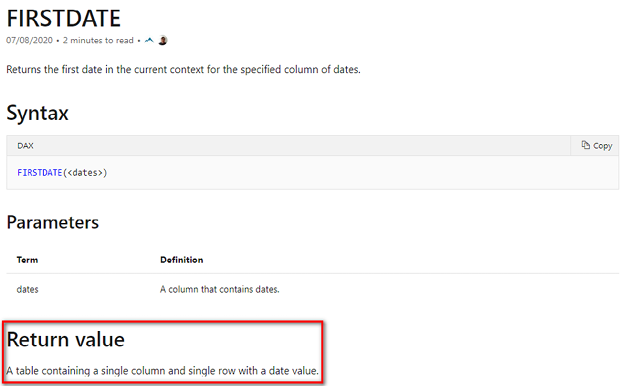 FIRSTDATE
07/08/2020 • 2 minutes to read •
Returns the first date in the current context for the specified column of dates.
Syntax
DAX Copy
FIRSTDATE(<dates>)
Parameters
Term Definition
dates A column that contains dates.
Return value
A table containing a single column and single row with a date value.